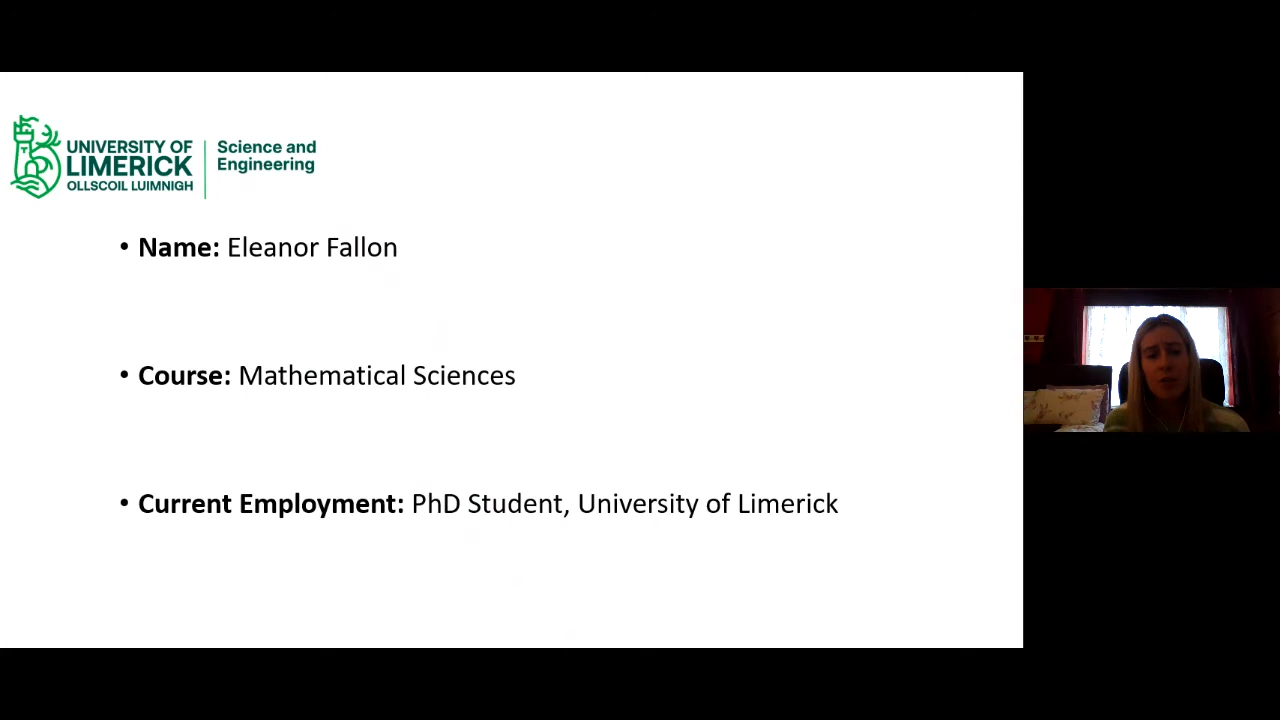 UNIVERSITY OF
LIMERICK
OLLSCOIL LUIMNIGH
Science and
Engineering
• Name: Eleanor Fallon
• Course: Mathematical Sciences
• Current Employment: PhD Student, University of Limerick